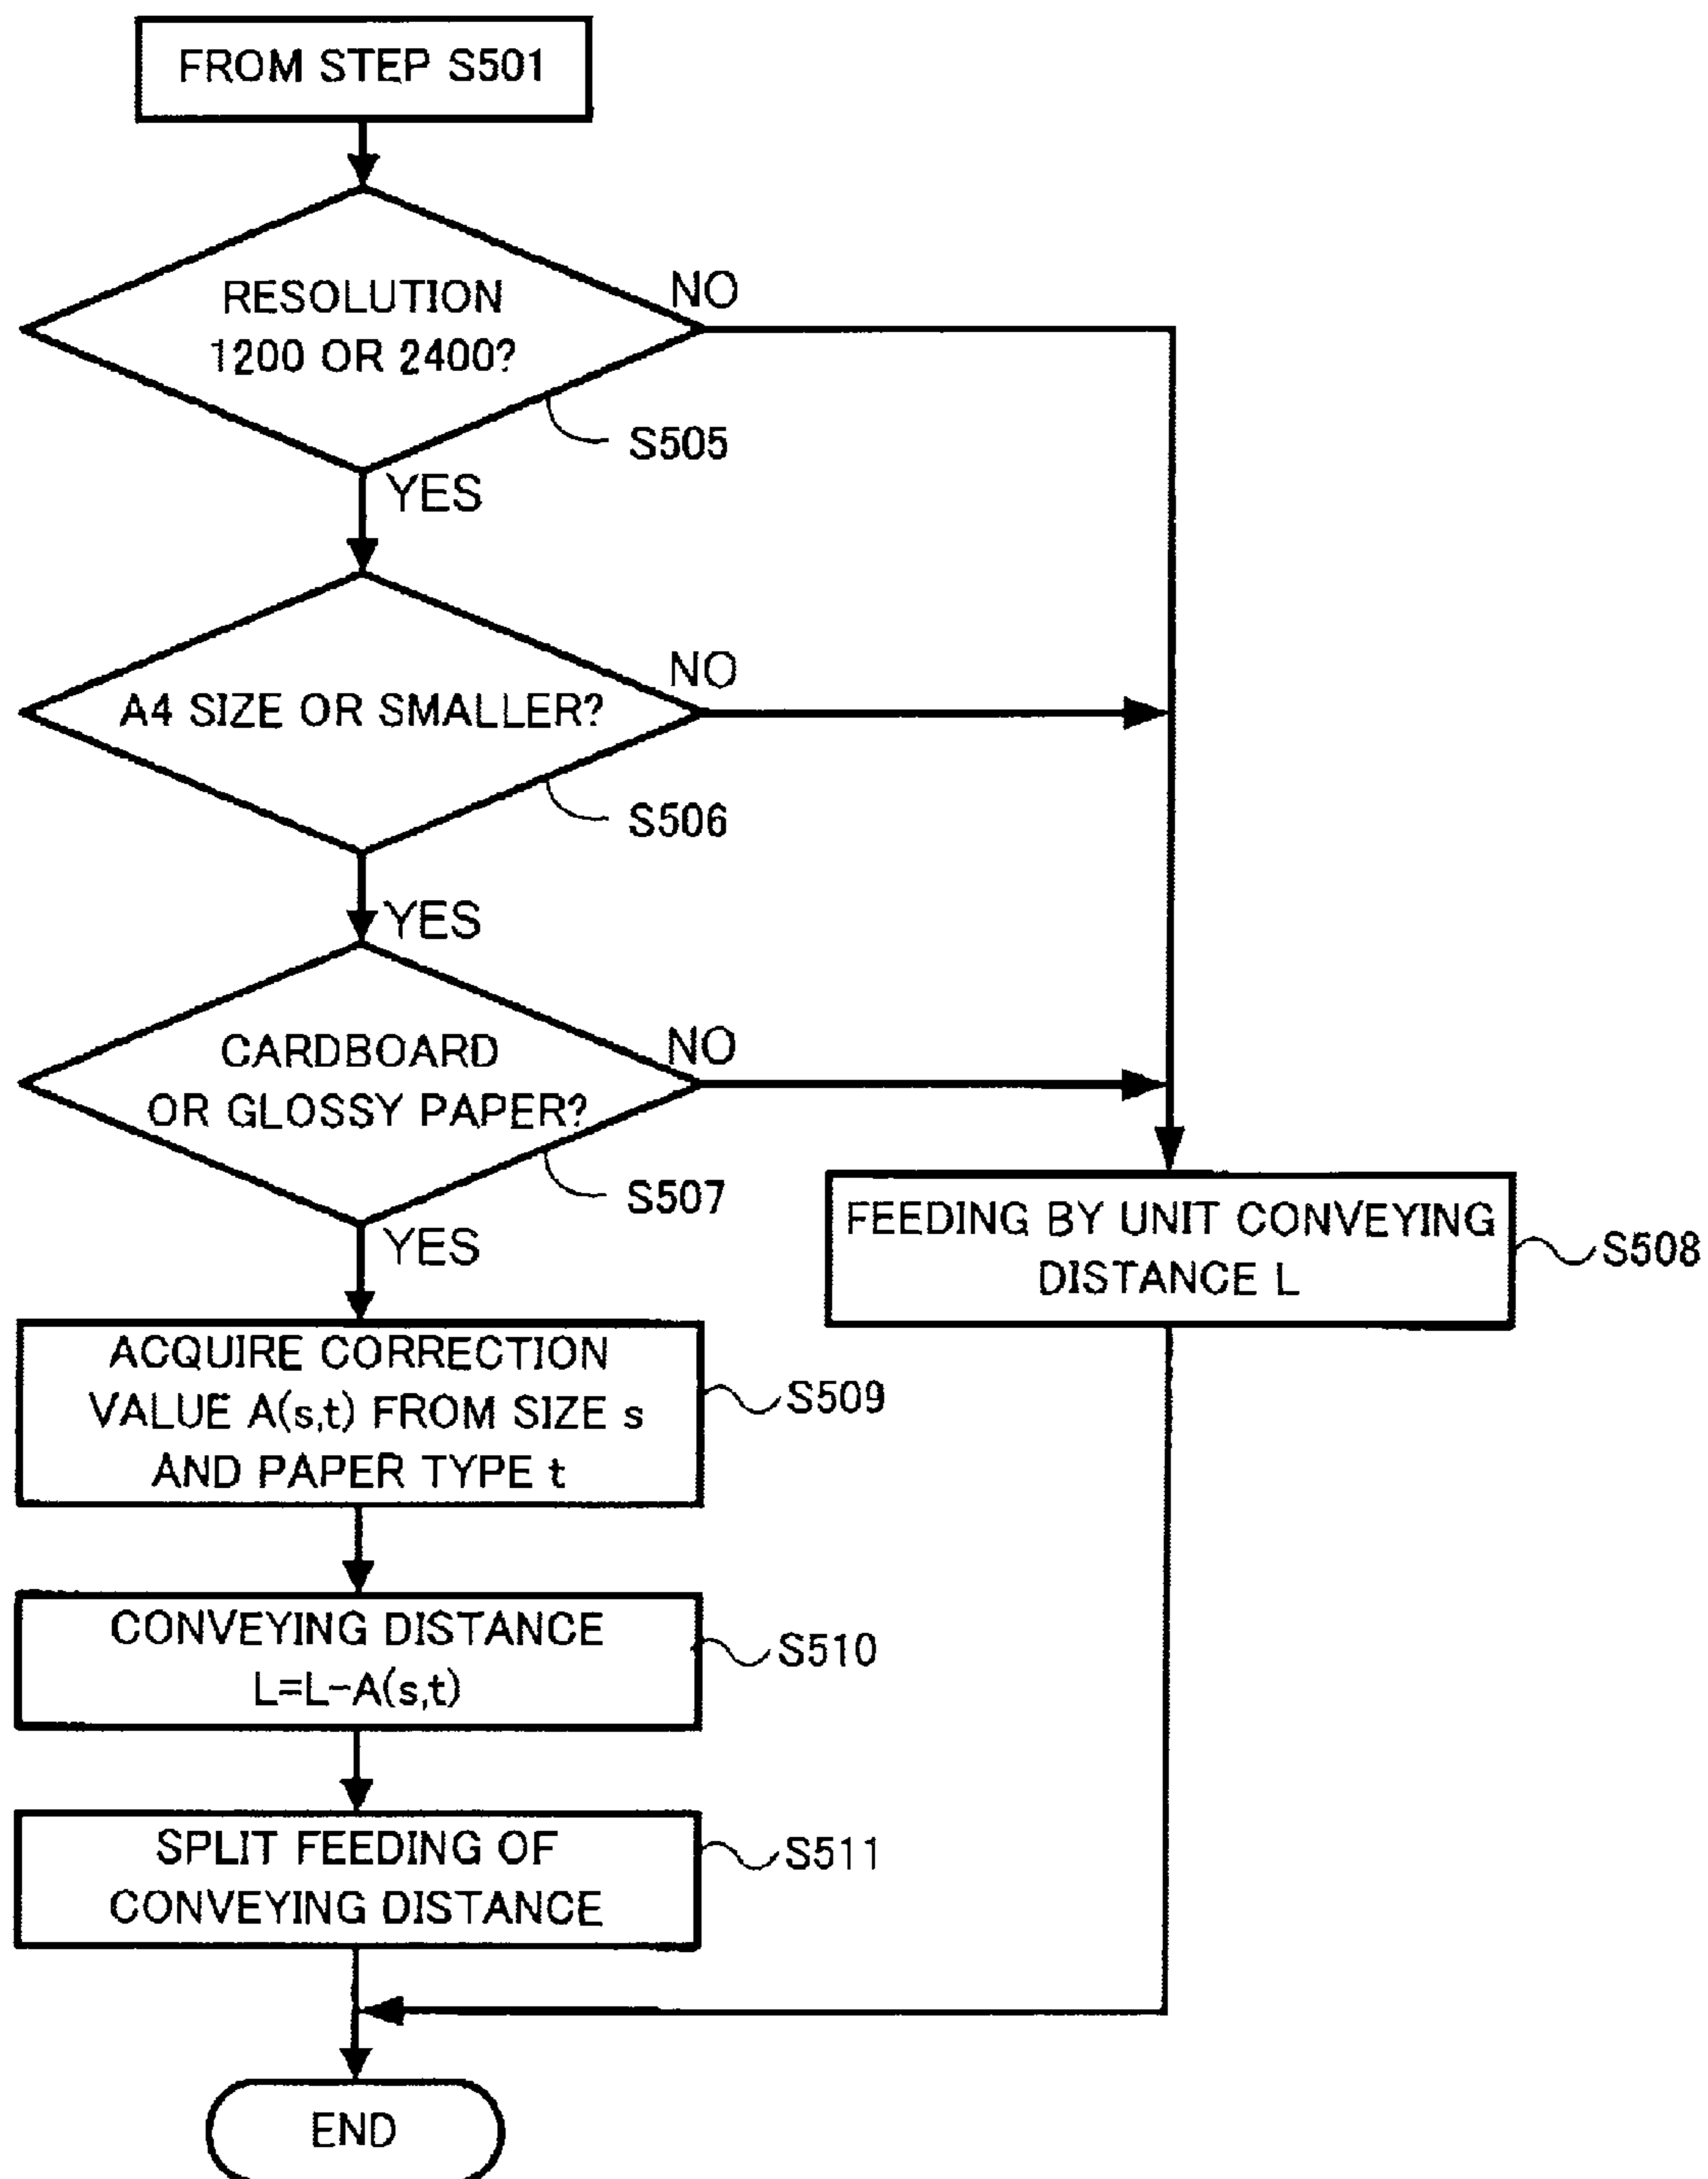 FROM STEP S501
RESOLUTION
1200 OR 2400?
NO
S505
YES
A4 SIZE OR SMALLER?
NO
S506
YES
CARDBOARD
OR GLOSSY PAPER?
NO
S507
YES
FEEDING BY UNIT CONVEYING
DISTANCE L
S508
ACQUIRE CORRECTION
VALUE A(s,t) FROM SIZE s
AND PAPER TYPE t
S509
CONVEYING DISTANCE
L=L-A(s,t)
S510
SPLIT FEEDING OF
CONVEYING DISTANCE
S511
END